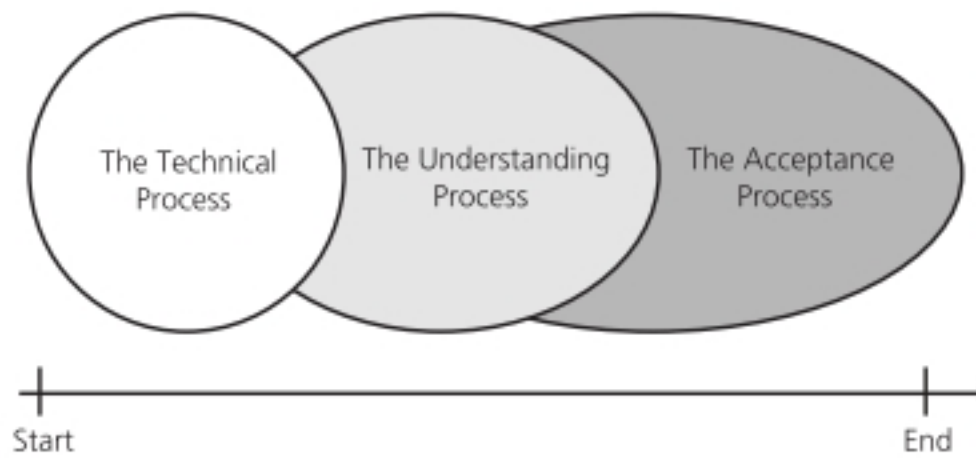 The Technical
Process
The Understanding
Process
The Acceptance
Process
Start
End